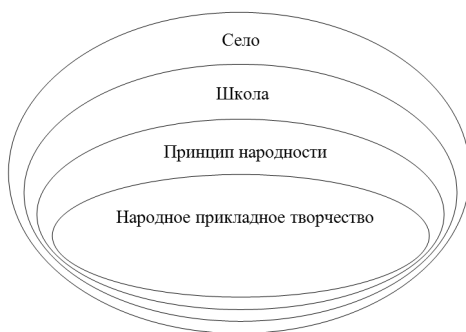 Село
Школа
Принцип народности
Народное прикладное творчество